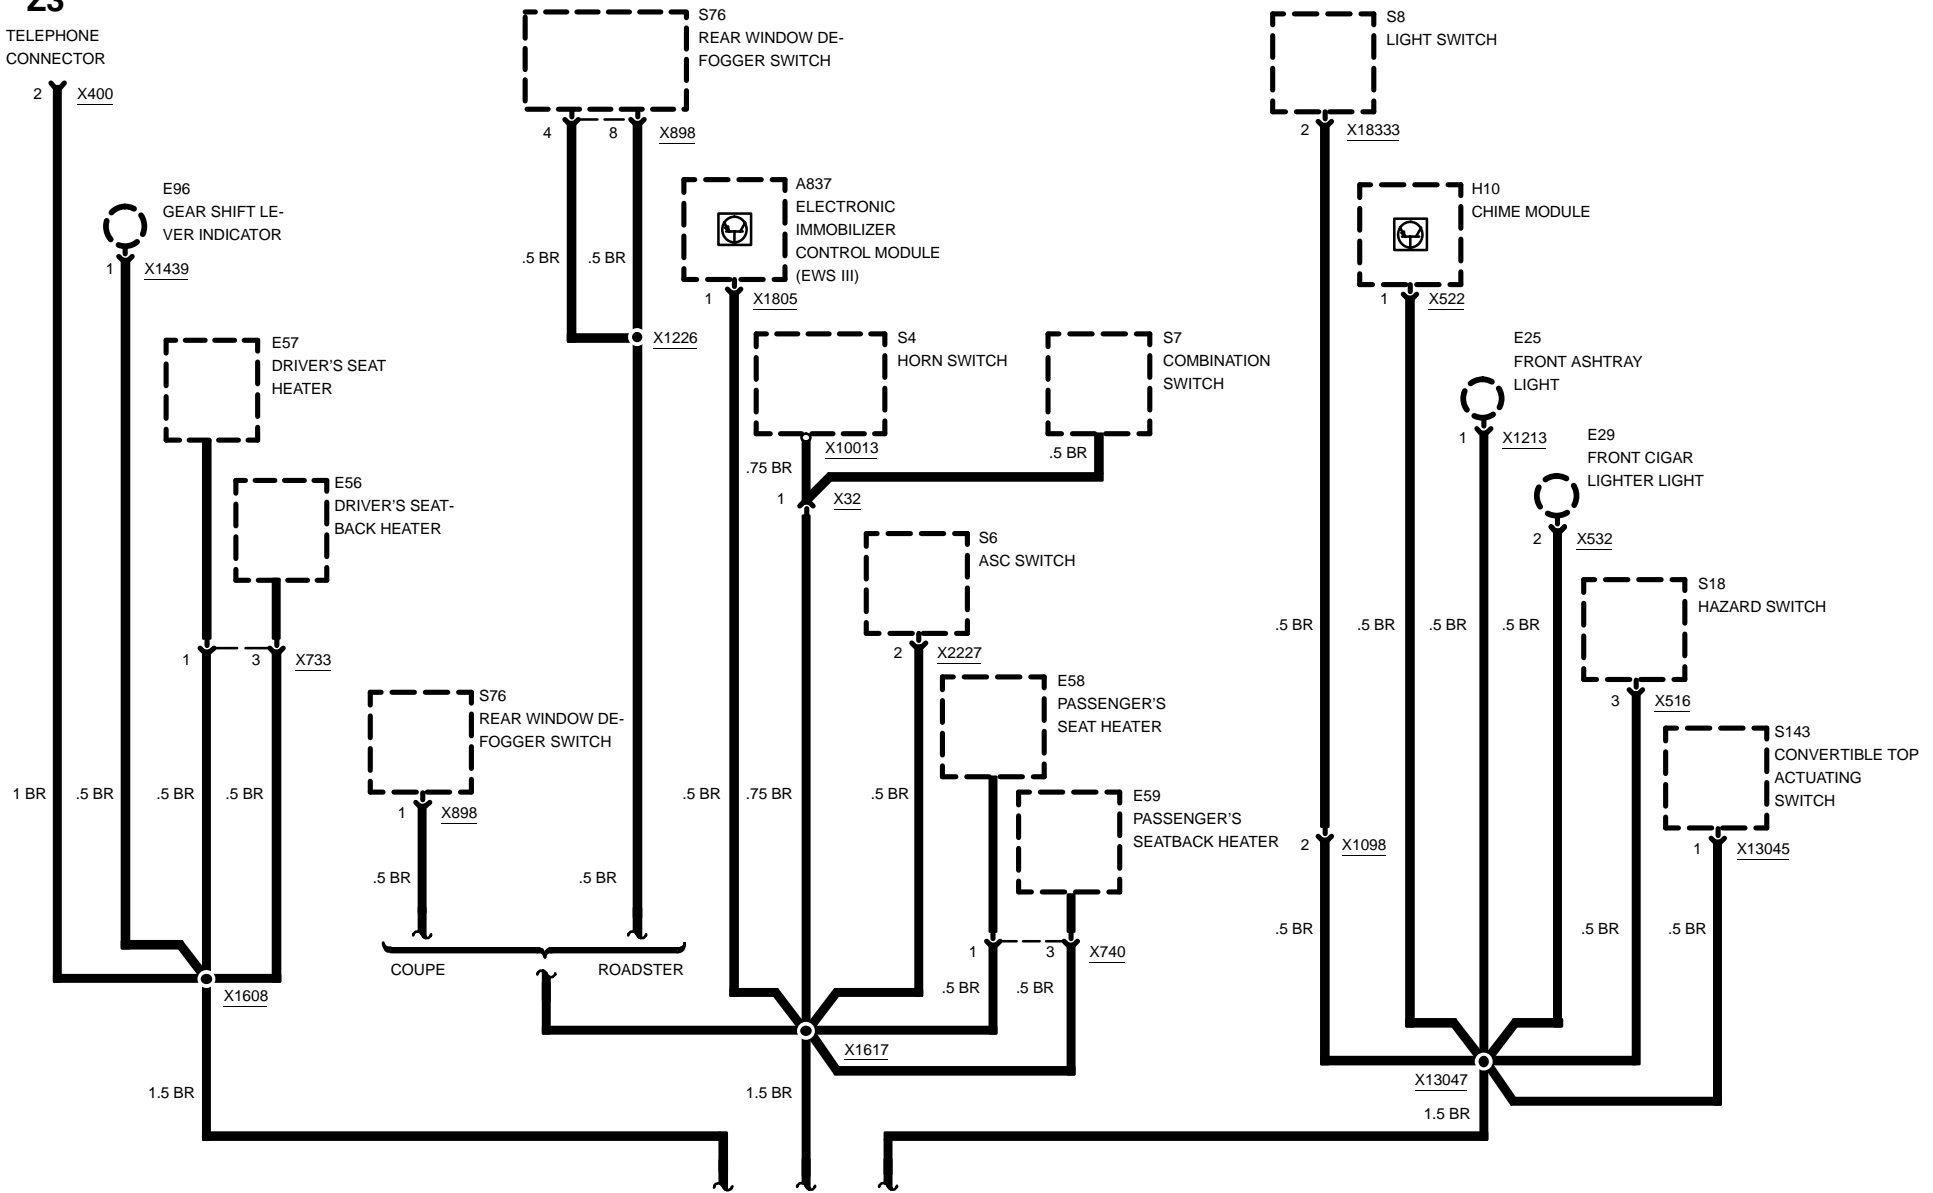 Z3
TELEPHONE
CONNECTOR
2
X400
E96
GEAR SHIFT LE-
VER INDICATOR
1
X1439
E57
DRIVER'S SEAT
HEATER
E56
DRIVER'S SEAT-
BACK HEATER
1
3
X733
1 BR
.5 BR
.5 BR
.5 BR
X1608
1.5 BR
S76
REAR WINDOW DE-
FOGGER SWITCH
4
8
X898
.5 BR
.5 BR
X1226
S76
REAR WINDOW DE-
FOGGER SWITCH
1
X898
.5 BR
.5 BR
COUPE
ROADSTER
A837
ELECTRONIC
IMMOBILIZER
CONTROL MODULE
(EWS III)
1
X1805
S4
HORN SWITCH
X10013
.75 BR
S7
COMBINATION
SWITCH
.5 BR
1
X32
S6
ASC SWITCH
2
X2227
E58
PASSENGER'S
SEAT HEATER
.5 BR
.75 BR
.5 BR
E59
PASSENGER'S
SEATBACK HEATER
1
3
X740
.5 BR
.5 BR
X1617
1.5 BR
S8
LIGHT SWITCH
2
X18333
H10
CHIME MODULE
1
X522
E25
FRONT ASHTRAY
LIGHT
1
X1213
E29
FRONT CIGAR
LIGHTER LIGHT
2
X532
S18
HAZARD SWITCH
.5 BR
.5 BR
.5 BR
.5 BR
3
X516
S143
CONVERTIBLE TOP
ACTUATING
SWITCH
2
X1098
1
X13045
.5 BR
.5 BR
.5 BR
X13047
1.5 BR